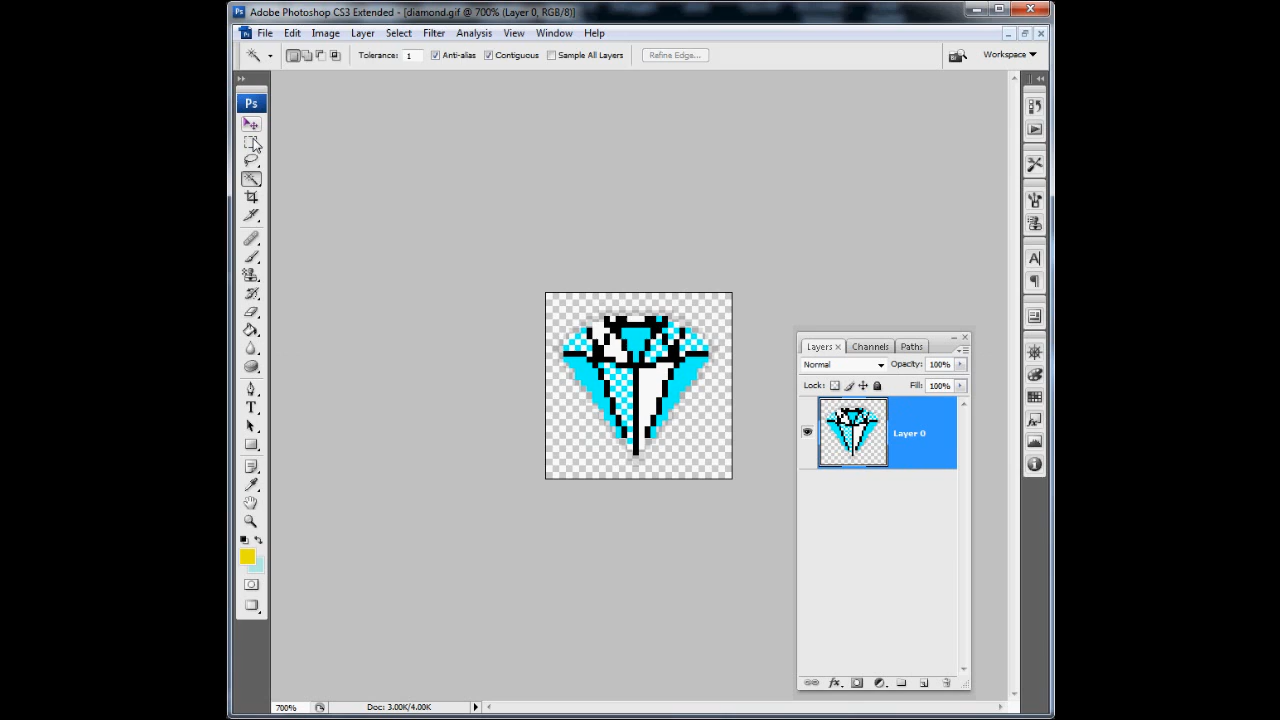 Adobe Photoshop CS3 Extended - [diamond.gif @ 700% (Layer 0, RGB/8)]
File Edit Image Layer Select Filter Analysis View Window Help
Tolerance: 1 Anti-alias Contiguous Sample All Layers Refine Edge... Workspace
Ps
Layers x Channels Paths
Normal Opacity: 100%
Lock: Fill: 100%
Layer 0
T
A
fx
700% Doc: 3.00K/4.00K